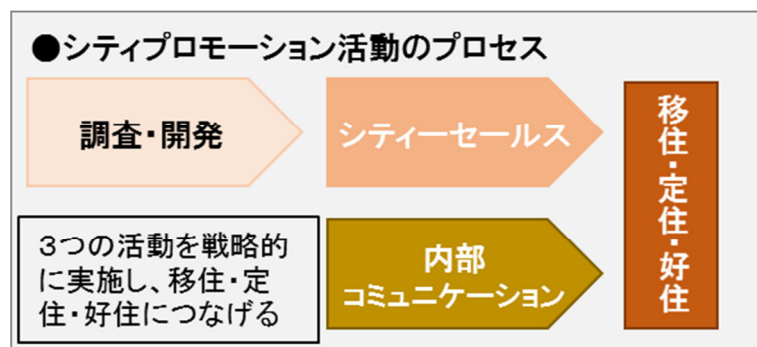 ●シティプロモーション活動のプロセス
調査・開発
シティーセールス
移住・定住・好住
３つの活動を戦略的
に実施し、移住・定
住・好住につなげる
内部
コミュニケーション